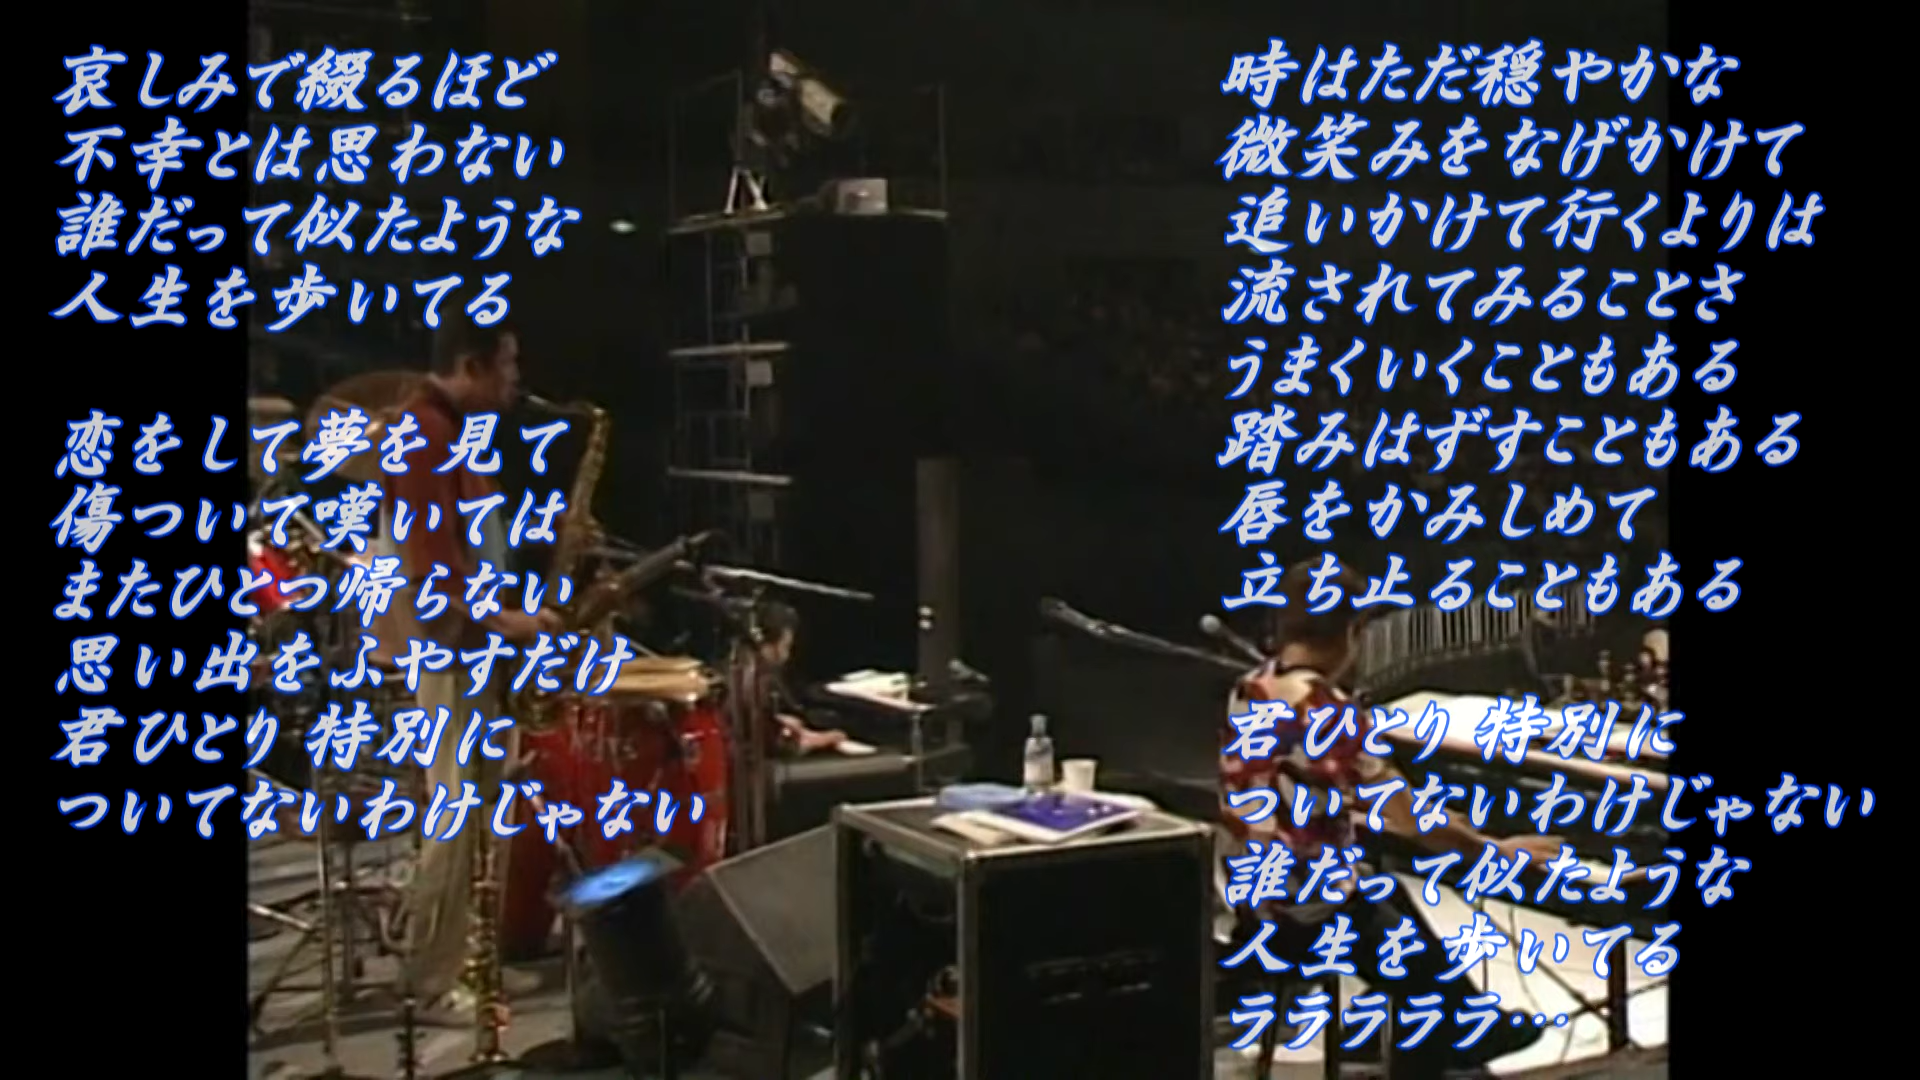 哀しみで綴るほど
不幸とは思わない
誰だって似たような
人生を歩いてる
恋をして夢を見て
傷ついて嘆いては
またひとつ帰らない
思い出をふやすだけ
君ひとり 特別に
ついてないわけじゃない
時はただ穏やかな
微笑みをなげかけて
追いかけて行くよりは
流されてみることさ
うまくいくこともある
踏みはずすこともある
唇をかみしめて
立ち止ることもある
君ひとり 特別に
ついてないわけじゃない
誰だって似たような
人生を歩いてる
ララララララ…